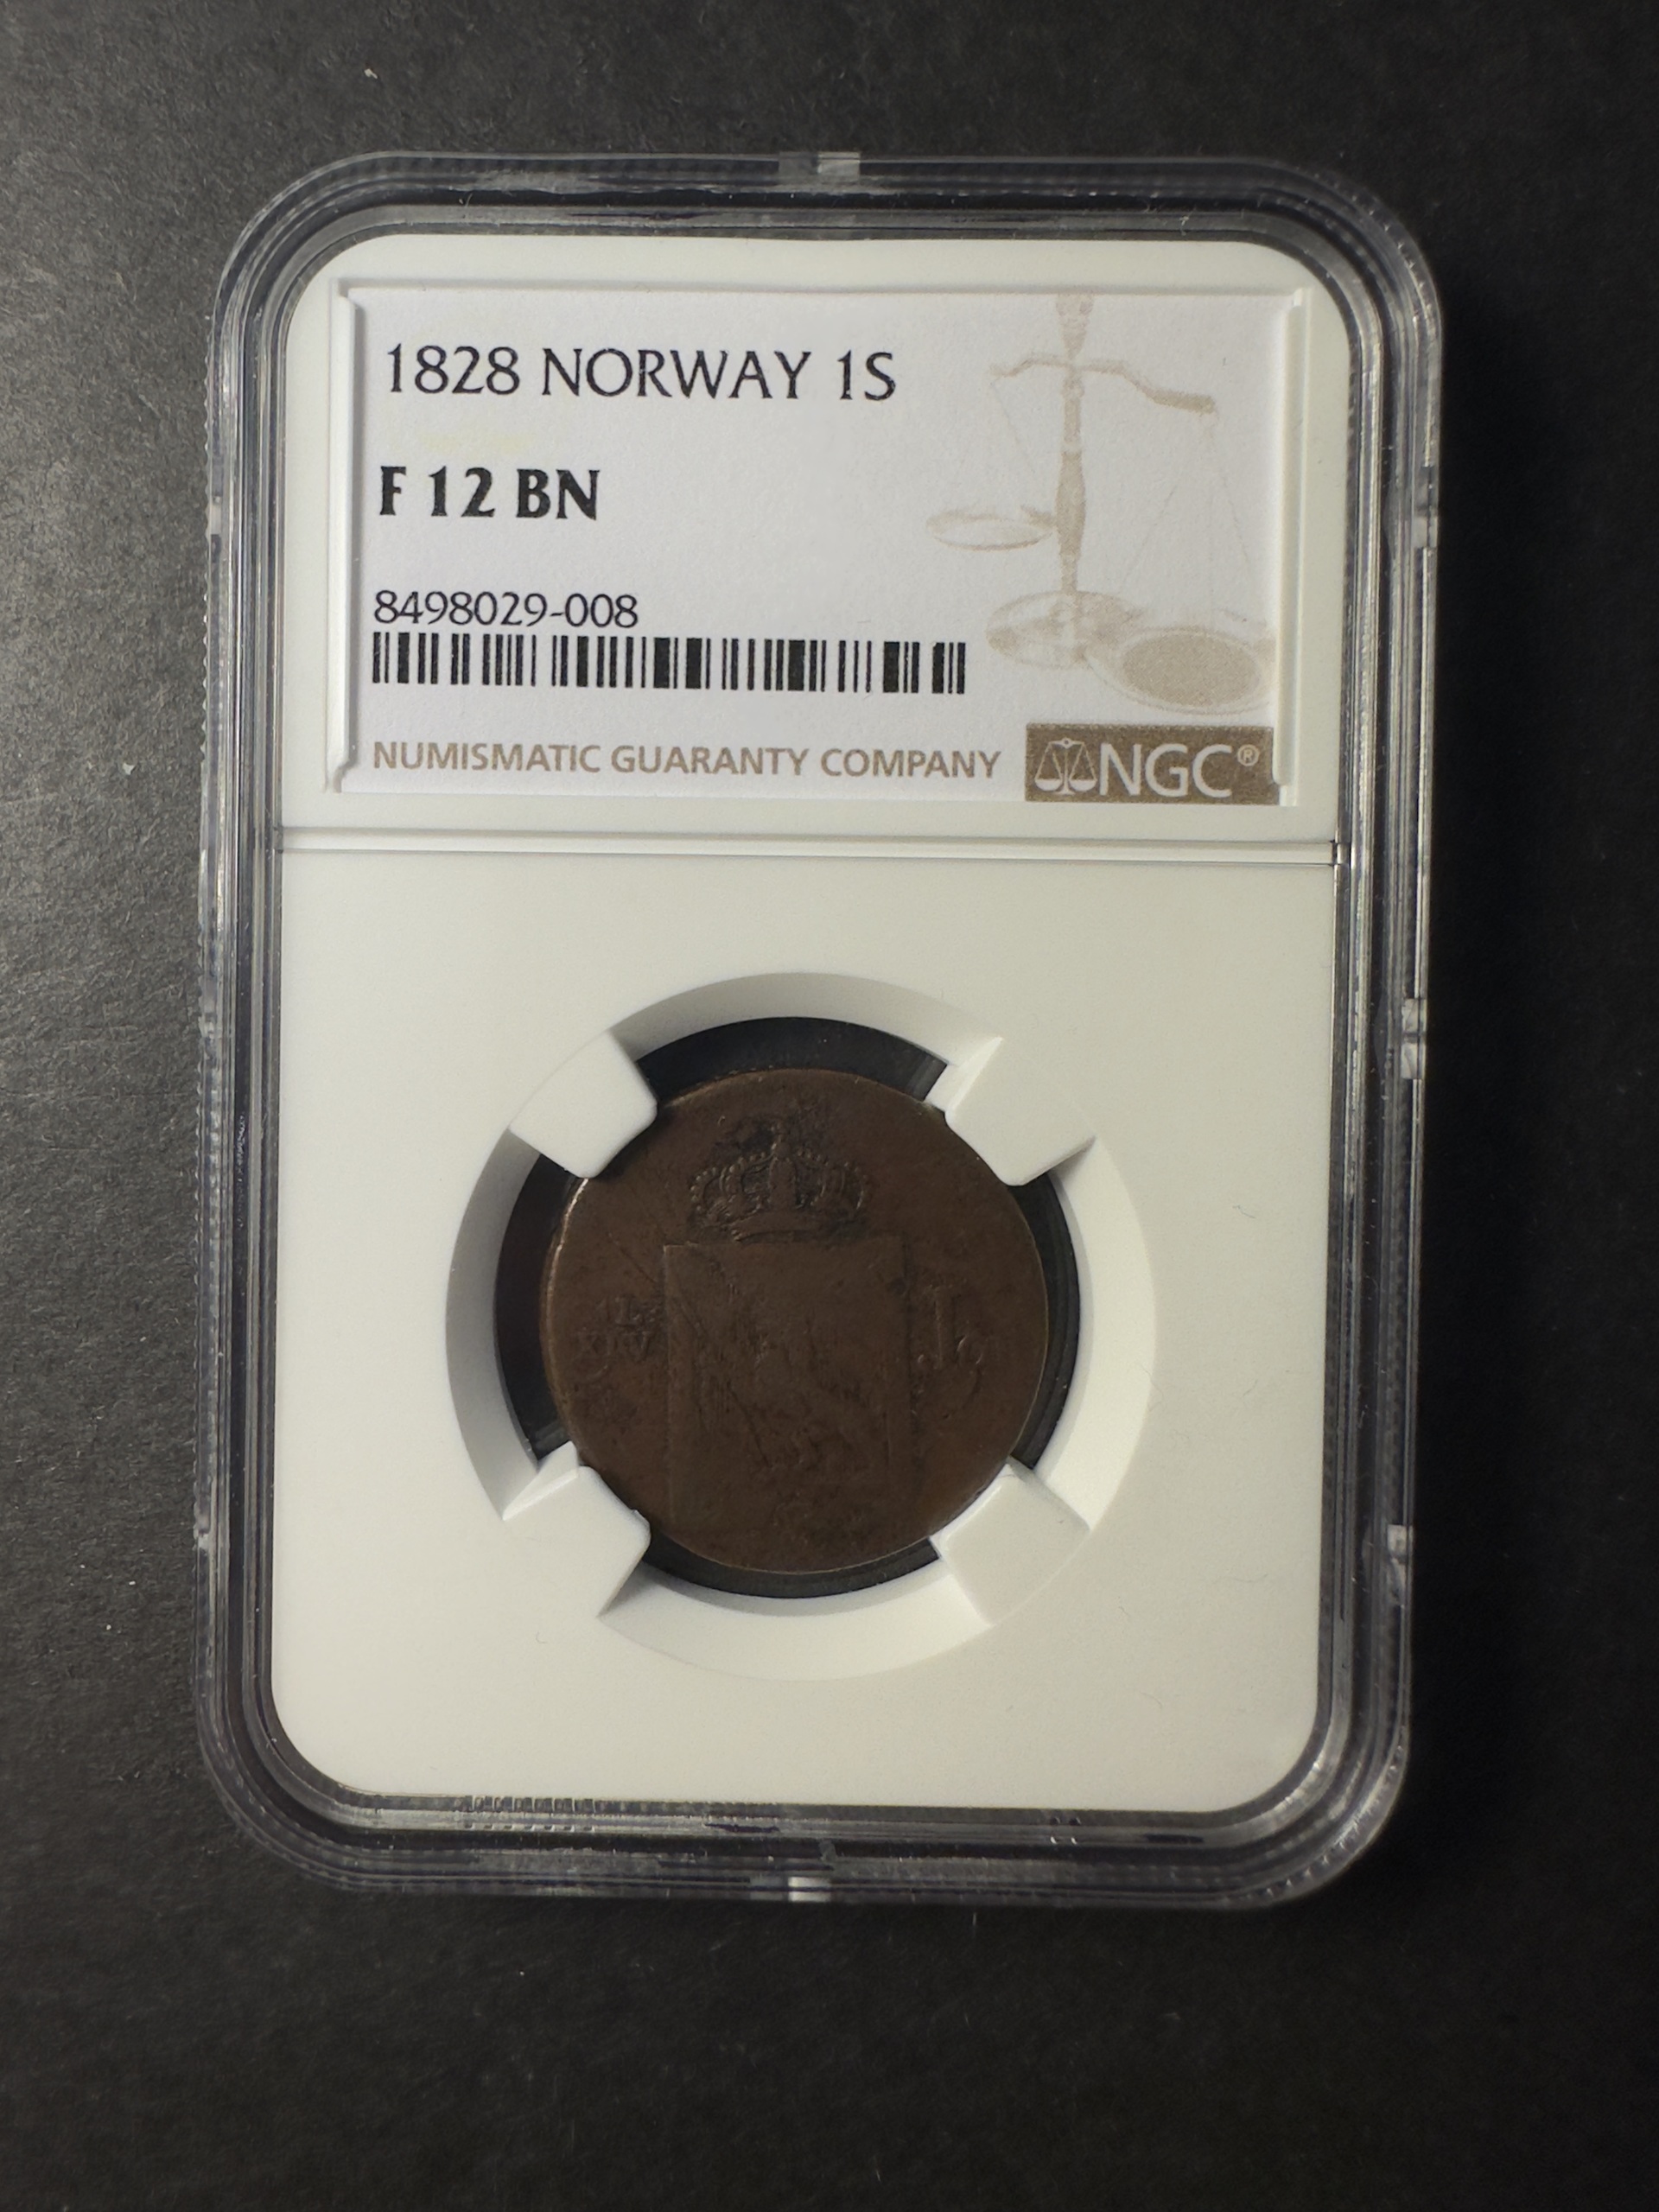 1828 NORWAY 1S
F 12 BN
8498029-008
NUMISMATIC GUARANTY COMPANY
NGC®